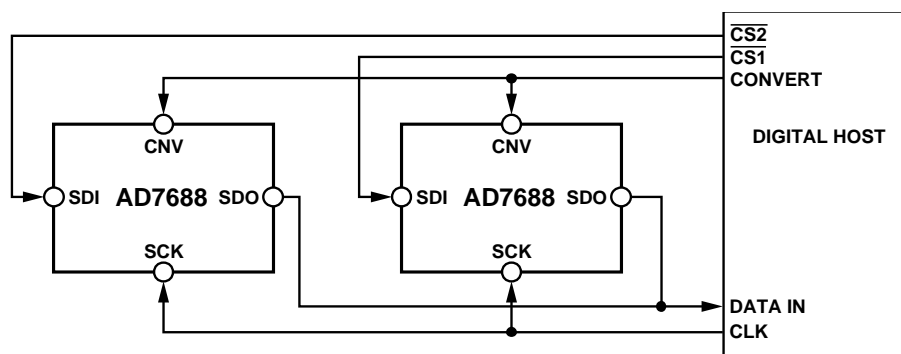 CS2
CS1
CONVERT
DIGITAL HOST
CNV
CNV
SDI AD7688 SDO
SDI AD7688 SDO
SCK
SCK
DATA IN
CLK